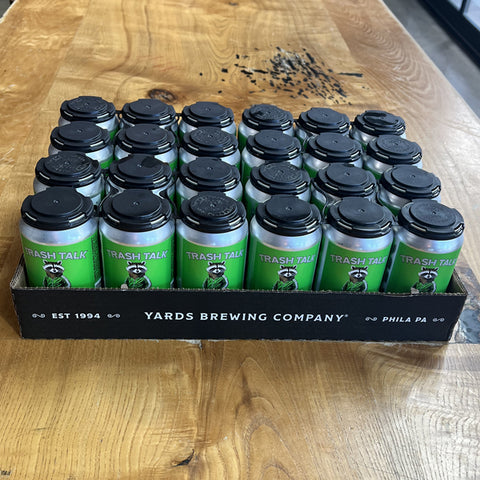 TRASH TALK
TRASH TALK
TRASH TALK
TRASH TALK
TRASH TALK
TRASH TALK
EST 1994
YARDS BREWING COMPANY®
PHILA PA